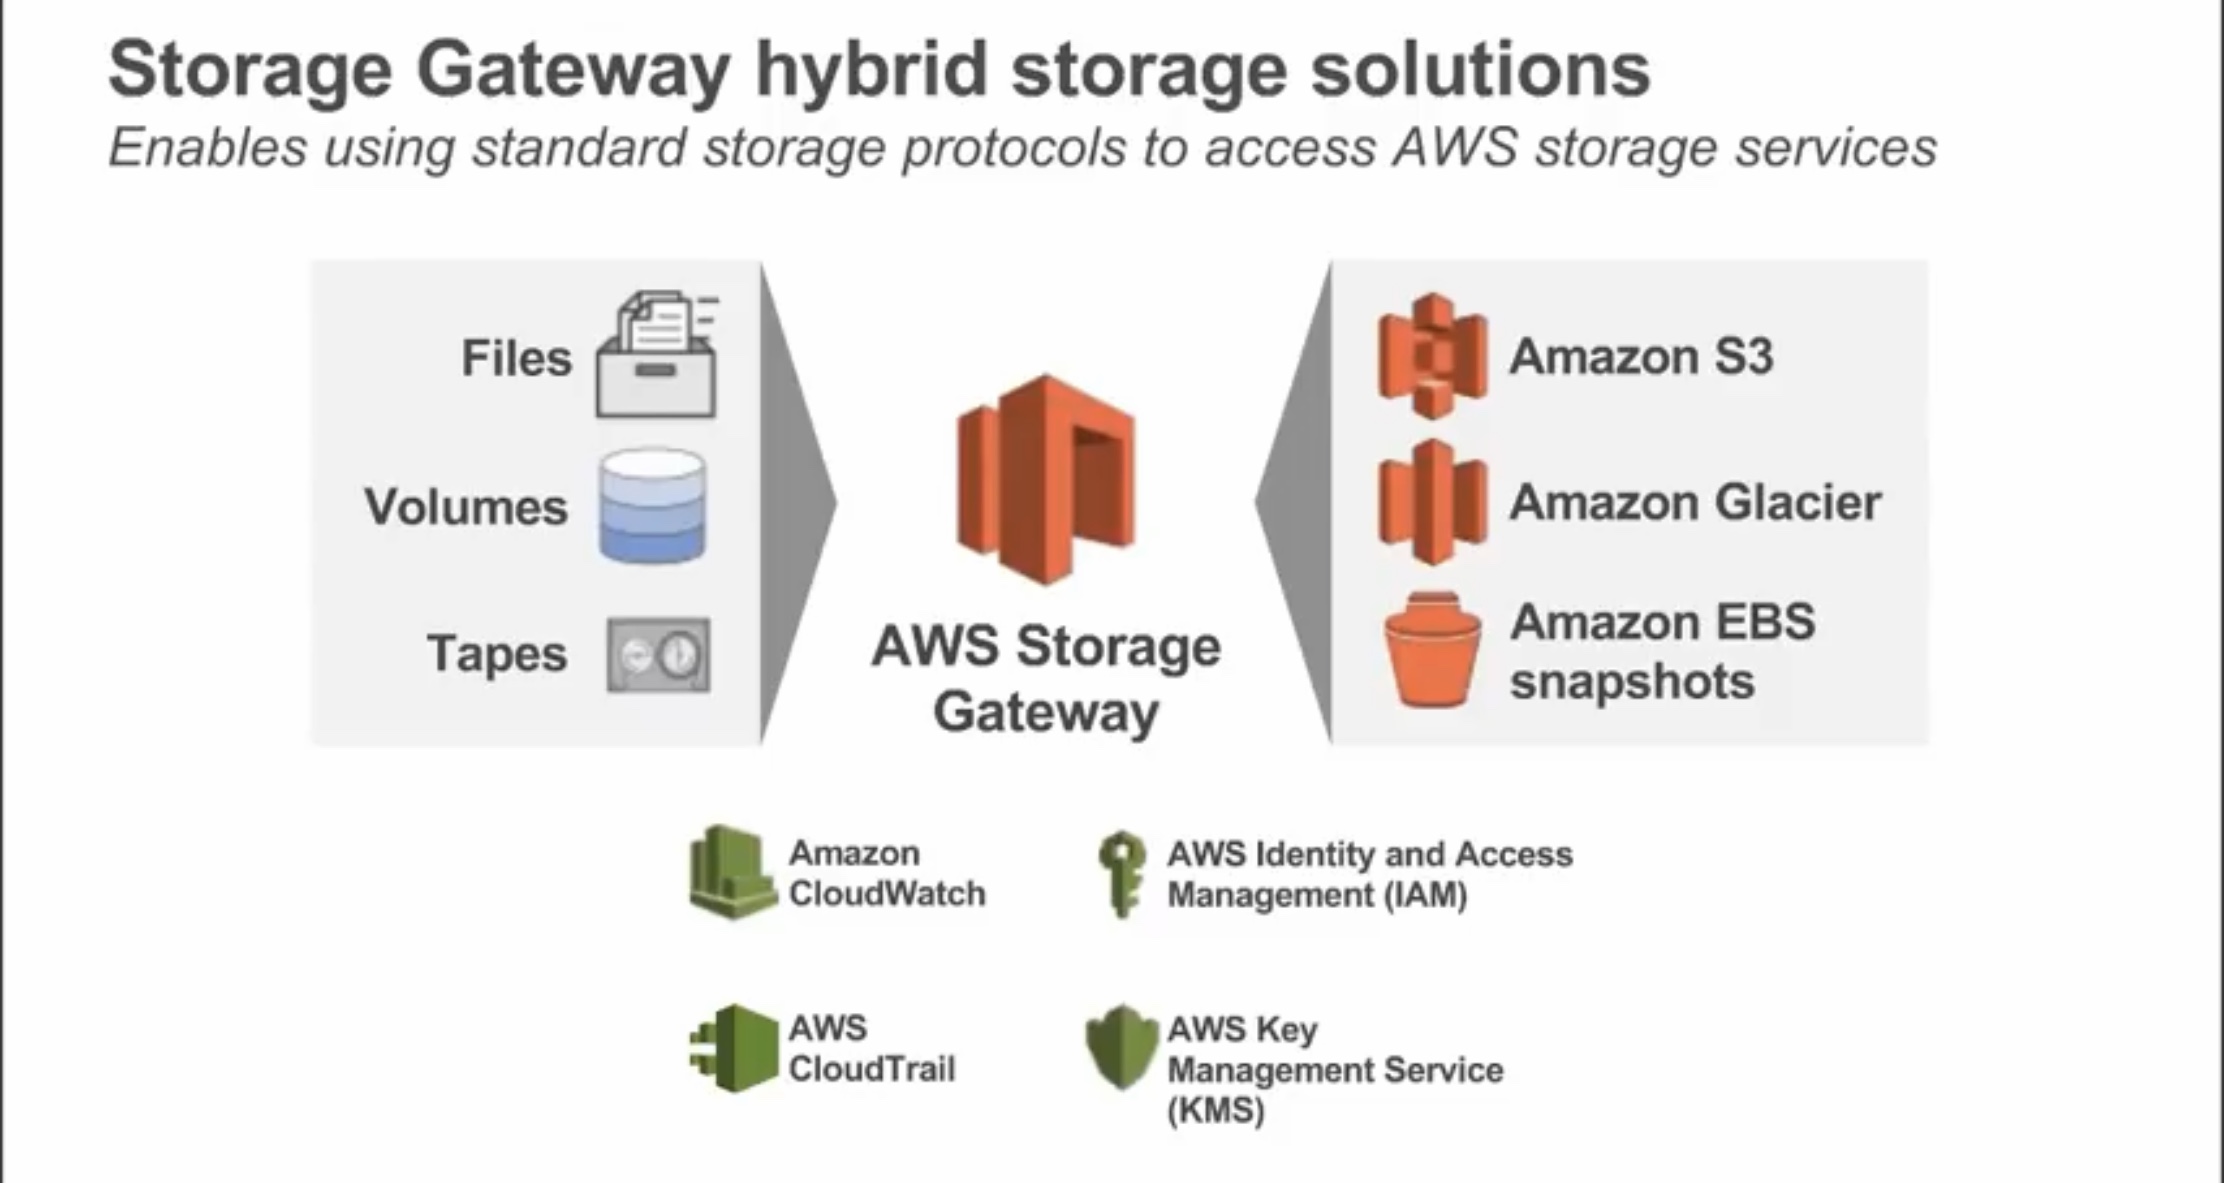 Storage Gateway hybrid storage solutions
Enables using standard storage protocols to access AWS storage services
Files
Volumes
Tapes
AWS Storage
Gateway
Amazon S3
Amazon Glacier
Amazon EBS
snapshots
Amazon
CloudWatch
AWS Identity and Access
Management (IAM)
AWS
CloudTrail
AWS Key
Management Service
(KMS)